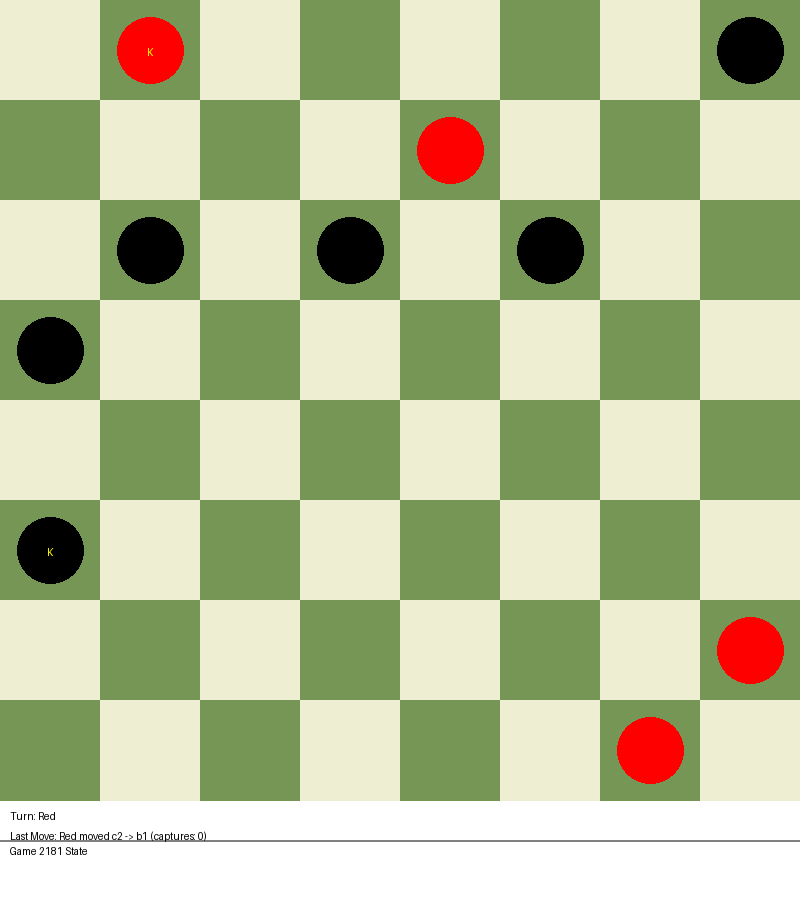 K
K
Turn: Red
Last Move: Red moved c2 -> b1 (captures: 0)
Game 2181 State